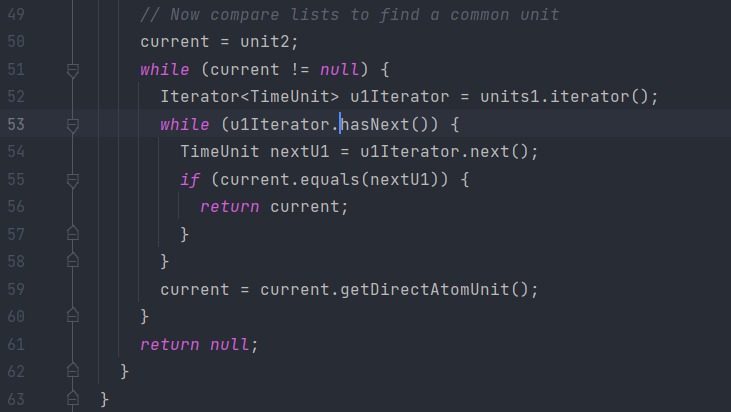 49 // Now compare lists to find a common unit
50 current = unit2;
51 while (current != null) {
52 Iterator<TimeUnit> u1Iterator = units1.iterator();
53 while (u1Iterator.hasNext()) {
54 TimeUnit nextU1 = u1Iterator.next();
55 if (current.equals(nextU1)) {
56 return current;
57 }
58 }
59 current = current.getDirectAtomUnit();
60 }
61 return null;
62 }
63 }